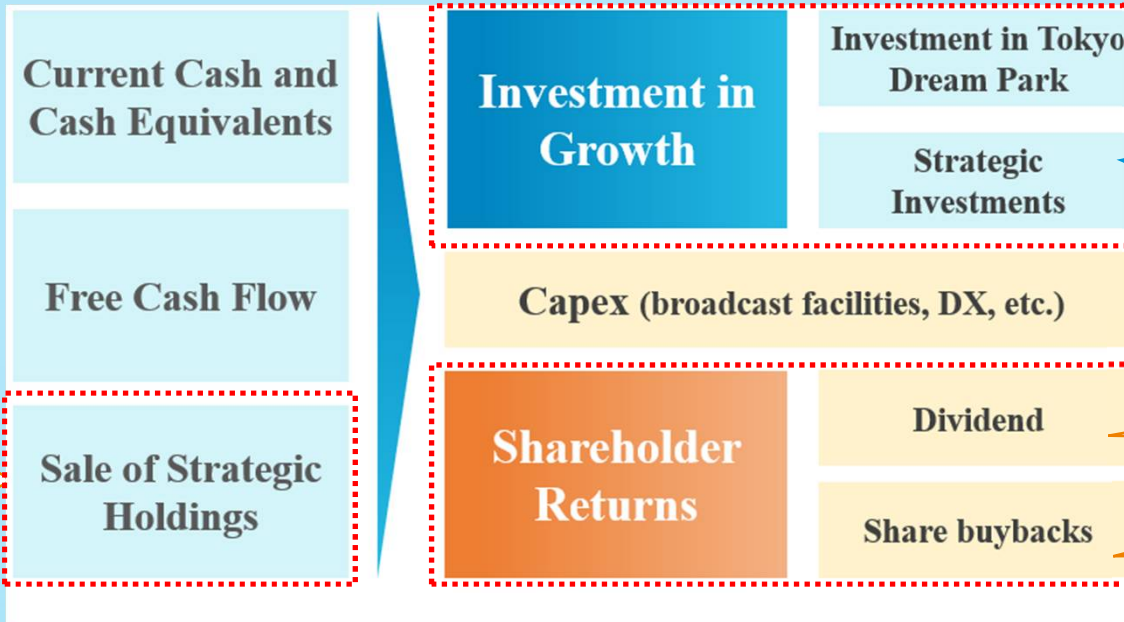 Current Cash and
Cash Equivalents
Free Cash Flow
Sale of Strategic
Holdings
Investment in
Growth
Investment in Tokyo
Dream Park
Strategic
Investments
Capex (broadcast facilities, DX, etc.)
Shareholder
Returns
Dividend
Share buybacks